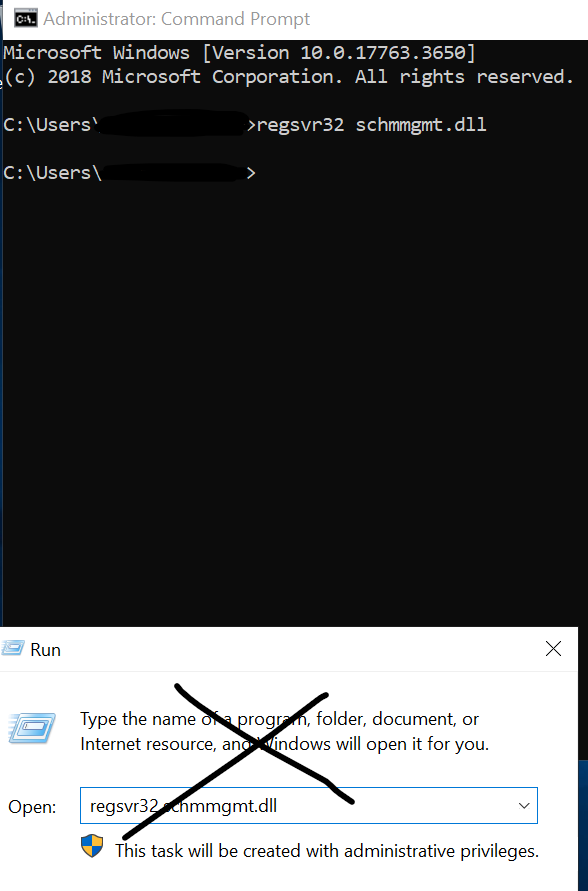 Administrator: Command Prompt
Microsoft Windows [Version 10.0.17763.3650]
(c) 2018 Microsoft Corporation. All rights reserved.
C:\Users\ >regsvr32 schmmgmt.dll
C:\Users\ >
Run
Type the name of a program, folder, document, or
Internet resource, and Windows will open it for you.
Open: regsvr32 schmmgmt.dll
This task will be created with administrative privileges.